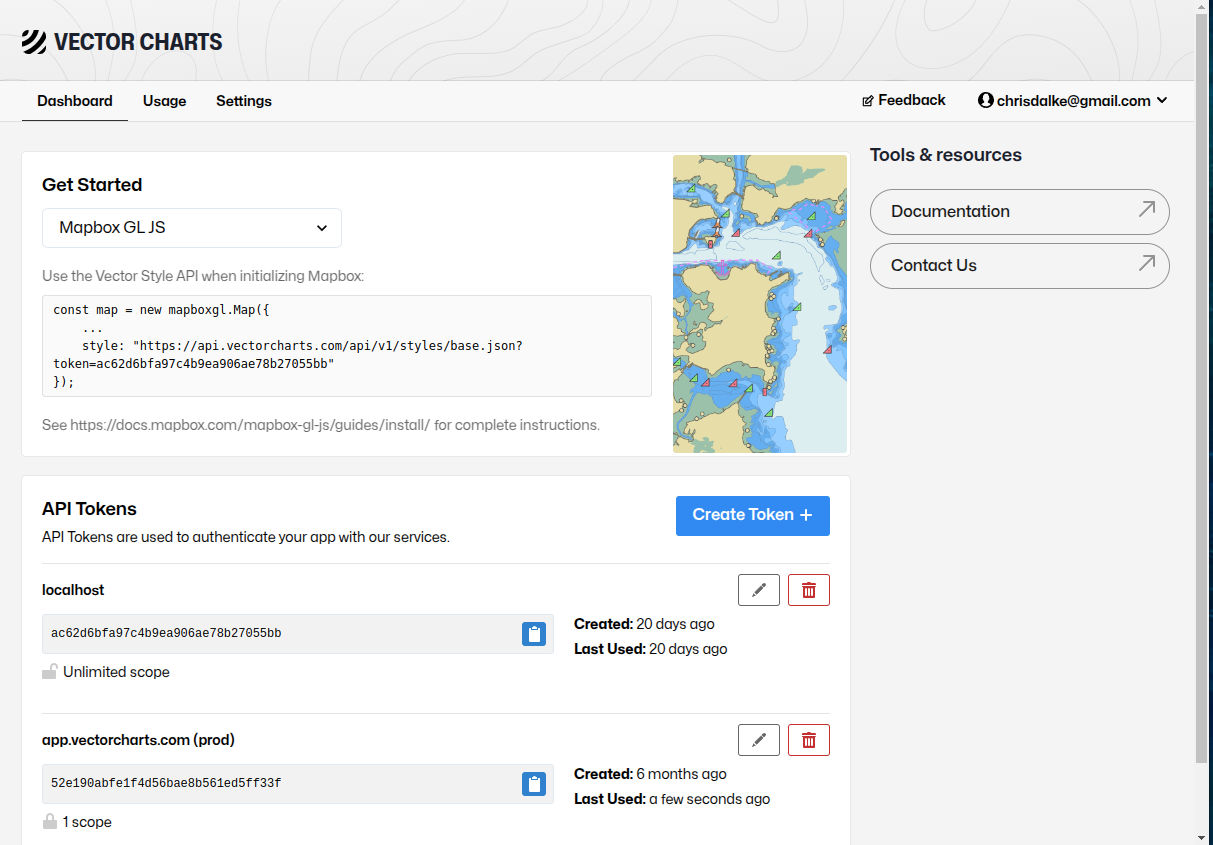 VECTOR CHARTS
Dashboard
Usage
Settings
Feedback
chrisdalke@gmail.com
Get Started
Mapbox GL JS
Use the Vector Style API when initializing Mapbox:
const map = new mapboxgl.Map({
...
style: "https://api.vectorcharts.com/api/v1/styles/base.json?
token=ac62d6bfa97c4b9ea906ae78b27055bb"
});
See https://docs.mapbox.com/mapbox-gl-js/guides/install/ for complete instructions.
Tools & resources
Documentation
Contact Us
API Tokens
API Tokens are used to authenticate your app with our services.
Create Token +
localhost
ac62d6bfa97c4b9ea906ae78b27055bb
Unlimited scope
Created: 20 days ago
Last Used: 20 days ago
app.vectorcharts.com (prod)
52e190abfe1f4d56bae8b561ed5ff33f
1 scope
Created: 6 months ago
Last Used: a few seconds ago